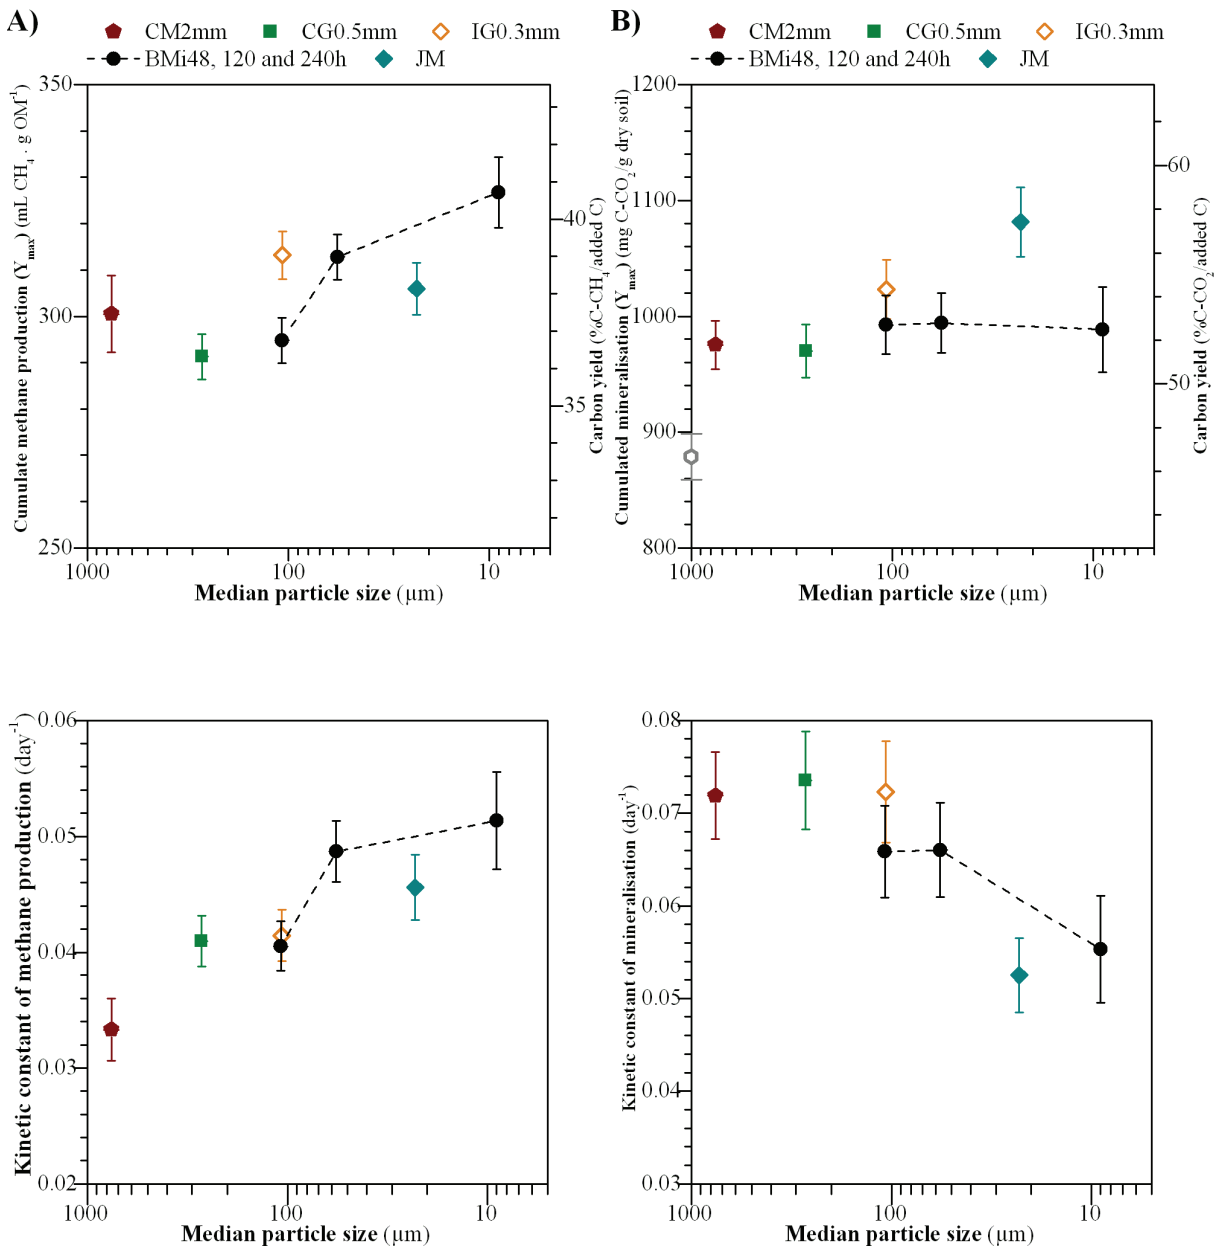 A)
CM2mm CG0.5mm IG0.3mm
BMi48, 120 and 240h JM
Cumulate methane production (Ymax) (mL CH4 . g OM-1)
350
300
250
40
35
Carbon yield (%C-CH4/added C)
1000 100 10
Median particle size (µm)
B)
CM2mm CG0.5mm IG0.3mm
BMi48, 120 and 240h JM
Cumulated mineralisation (Ymax) (mg C-CO2/g dry soil)
1200
1100
1000
900
800
60
50
Carbon yield (%C-CO2/added C)
1000 100 10
Median particle size (µm)
Kinetic constant of methane production (day-1)
0.06
0.05
0.04
0.03
0.02
1000 100 10
Median particle size (µm)
Kinetic constant of mineralisation (day-1)
0.08
0.07
0.06
0.05
0.04
0.03
1000 100 10
Median particle size (µm)